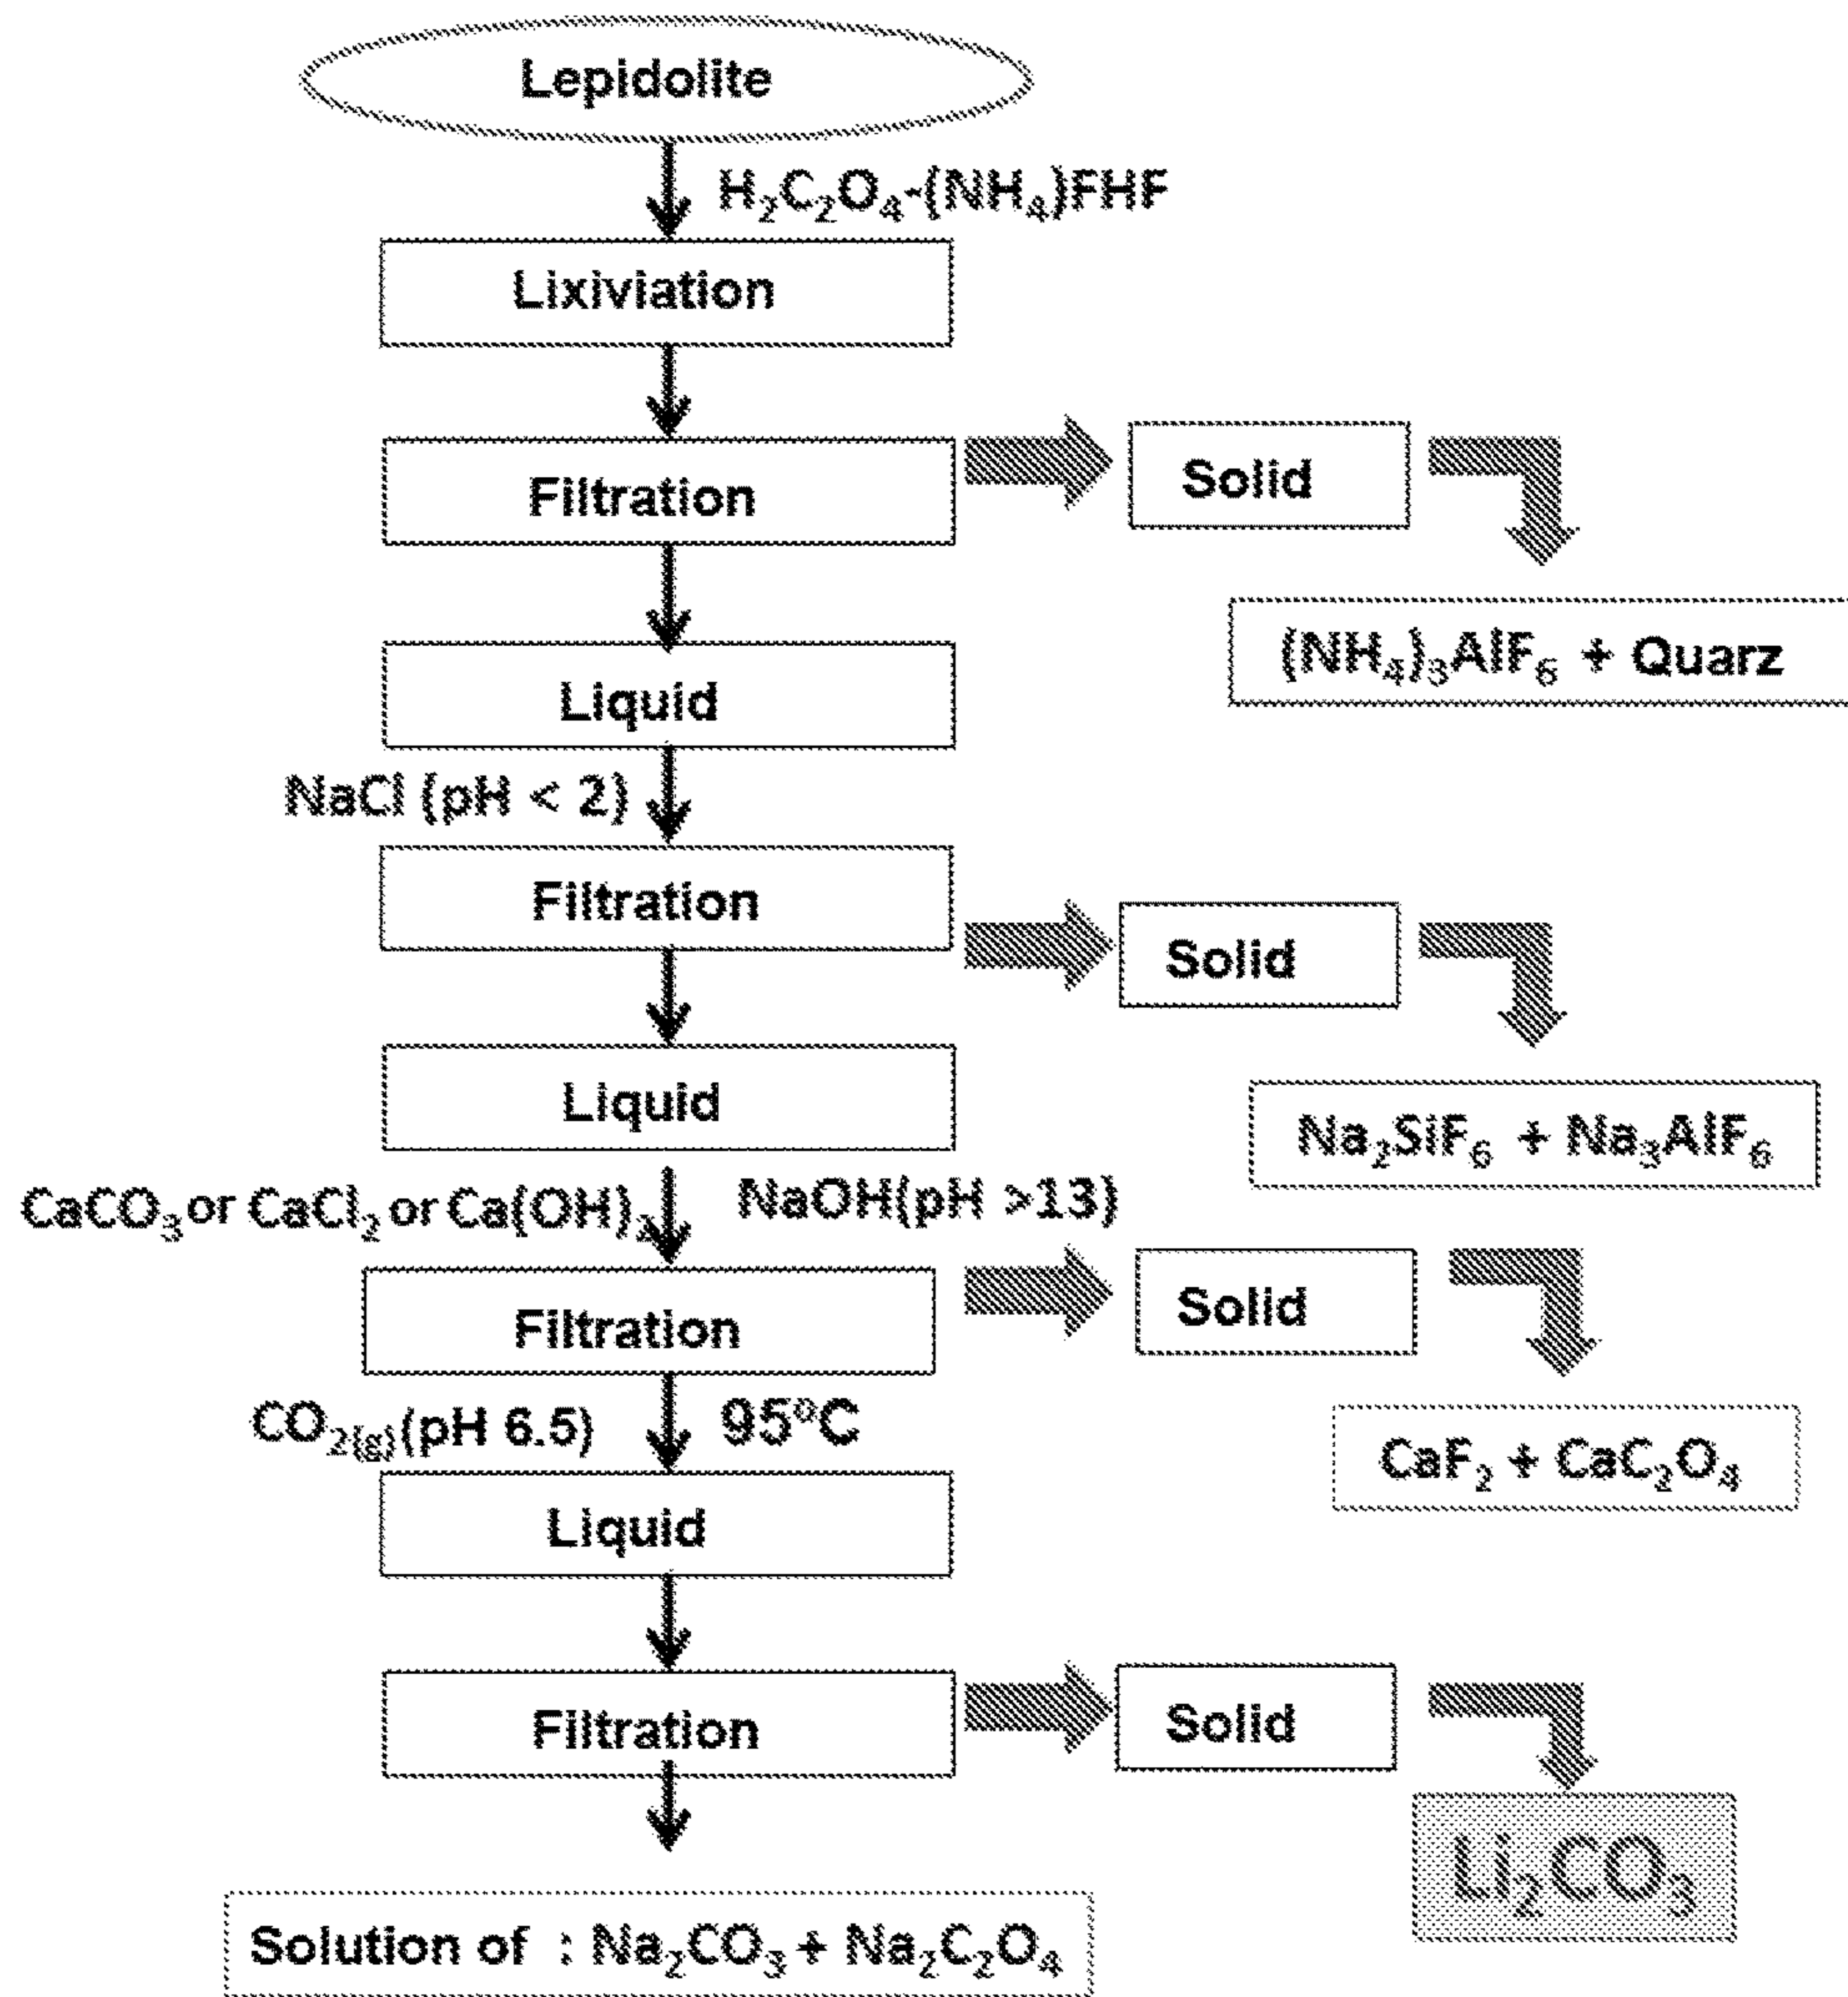 Lepidolite
H₂C₂O₄-(NH₄)FHF
Lixiviation
Filtration
Solid
(NH₄)₃AlF₆ + Quarz
Liquid
NaCl (pH < 2)
Filtration
Solid
Liquid
Na₂SiF₆ + Na₃AlF₆
CaCO₃ or CaCl₂ or Ca(OH)₂
NaOH(pH >13)
Filtration
Solid
CO₂(g)(pH 6.5)
95ºC
CaF₂ + CaC₂O₄
Liquid
Filtration
Solid
Li₂CO₃
Solution of : Na₂CO₃ + Na₂C₂O₄